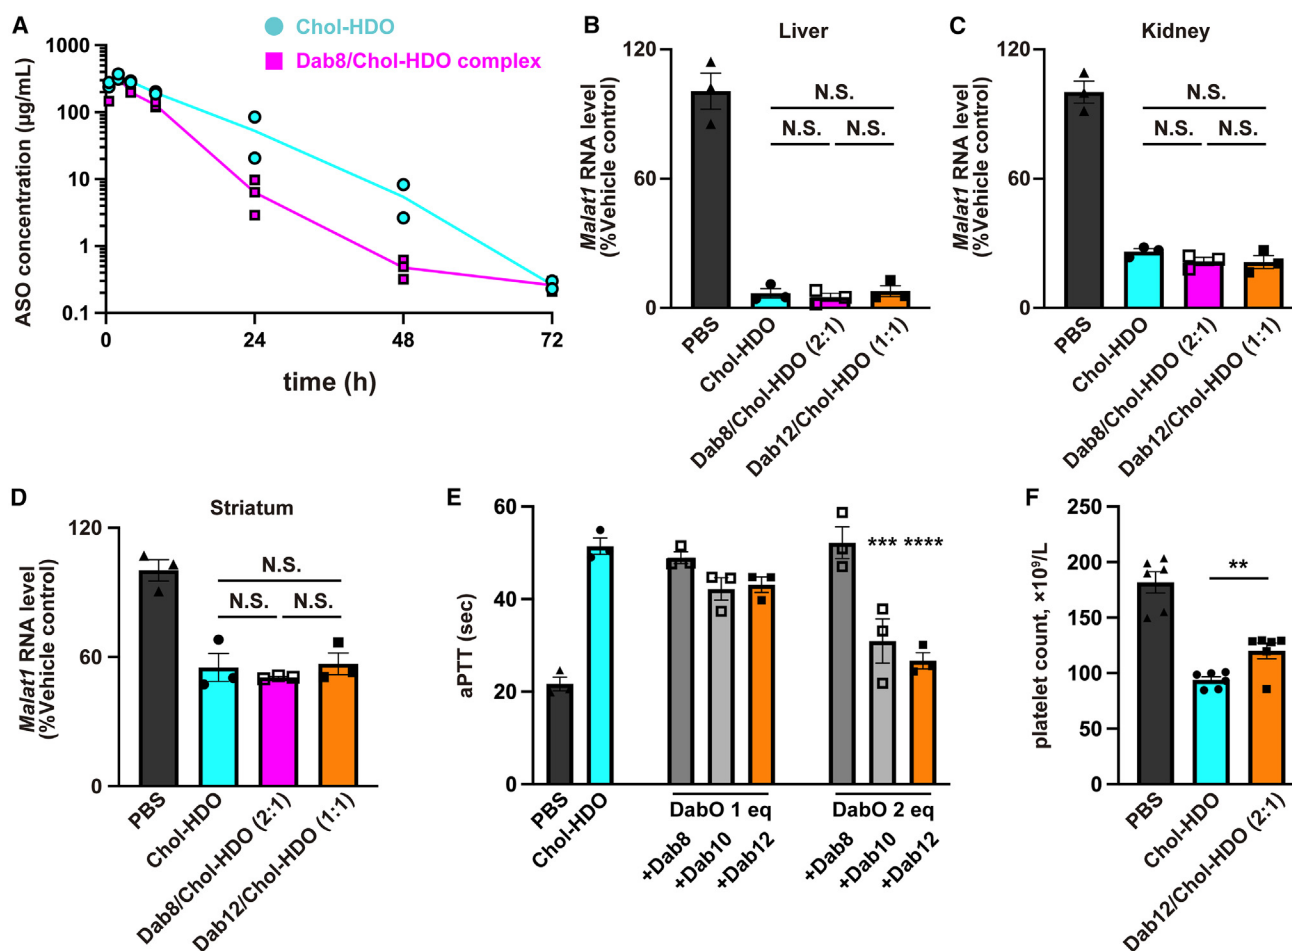 A
Chol-HDO
Dab8/Chol-HDO complex
ASO concentration (µg/mL)
1000
100
10
1
0.1
0
24
48
72
time (h)
B
Liver
Malat1 RNA level
(%Vehicle control)
120
60
0
N.S.
N.S.
N.S.
PBS
Chol-HDO
Dab8/Chol-HDO (2:1)
Dab12/Chol-HDO (1:1)
C
Kidney
Malat1 RNA level
(%Vehicle control)
120
60
0
N.S.
N.S.
N.S.
PBS
Chol-HDO
Dab8/Chol-HDO (2:1)
Dab12/Chol-HDO (1:1)
D
Striatum
Malat1 RNA level
(%Vehicle control)
120
60
0
N.S.
N.S.
N.S.
PBS
Chol-HDO
Dab8/Chol-HDO (2:1)
Dab12/Chol-HDO (1:1)
E
aPTT (sec)
60
40
20
0
*** ****
PBS
Chol-HDO
DabO 1 eq
+Dab8
+Dab10
+Dab12
DabO 2 eq
+Dab8
+Dab10
+Dab12
F
platelet count, ×10⁹/L
250
200
150
100
50
0
**
PBS
Chol-HDO
Dab12/Chol-HDO (2:1)